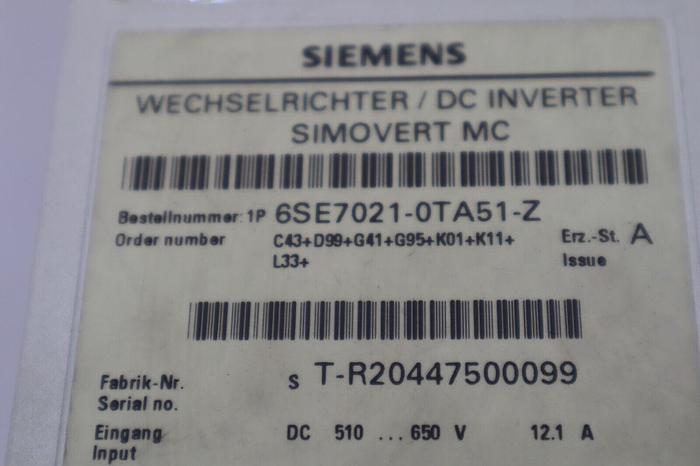 SIEMENS
WECHSELRICHTER / DC INVERTER
SIMOVERT MC
Bestellnummer: 1P 6SE7021-0TA51-Z
Order number C43+D99+G41+G95+K01+K11+ Erz.-St. A
L33+ Issue
Fabrik-Nr. S T-R20447500099
Serial no.
Eingang DC 510 ... 650 V 12.1 A
Input